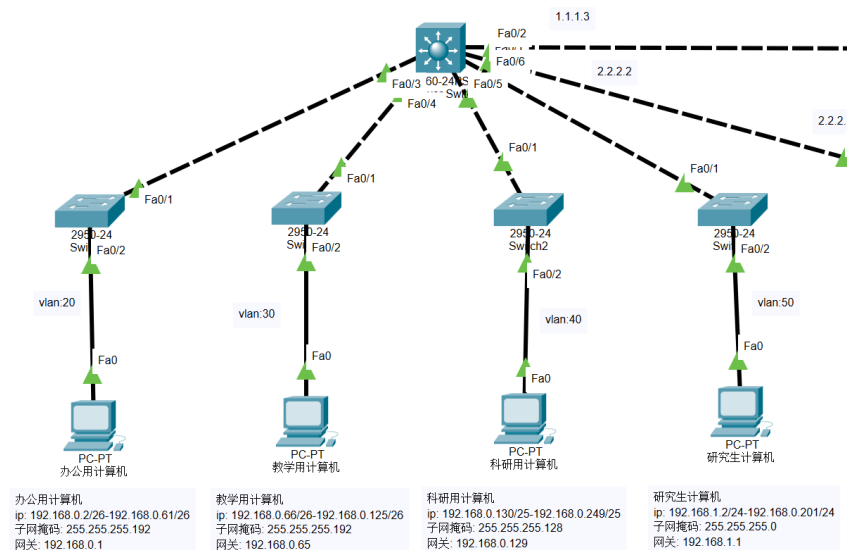 1.1.1.3
Fa0/2
Fa0/6
2.2.2.2
Fa0/3
Fa0/5
Fa0/4
2.2.2.
Fa0/1
Fa0/1
Fa0/1
Fa0/1
2950-24
2950-24
2950-24
Switch2
2950-24
Fa0/2
Fa0/2
Fa0/2
Fa0/2
vlan:20
vlan:30
vlan:40
vlan:50
Fa0
Fa0
Fa0
Fa0
PC-PT
办公用计算机
PC-PT
教学用计算机
PC-PT
科研用计算机
PC-PT
研究生计算机
办公用计算机
ip: 192.168.0.2/26-192.168.0.61/26
子网掩码: 255.255.255.192
网关: 192.168.0.1
教学用计算机
ip: 192.168.0.66/26-192.168.0.125/26
子网掩码: 255.255.255.192
网关: 192.168.0.65
科研用计算机
ip: 192.168.0.130/25-192.168.0.249/25
子网掩码: 255.255.255.128
网关: 192.168.0.129
研究生计算机
ip: 192.168.1.2/24-192.168.0.201/24
子网掩码: 255.255.255.0
网关: 192.168.1.1